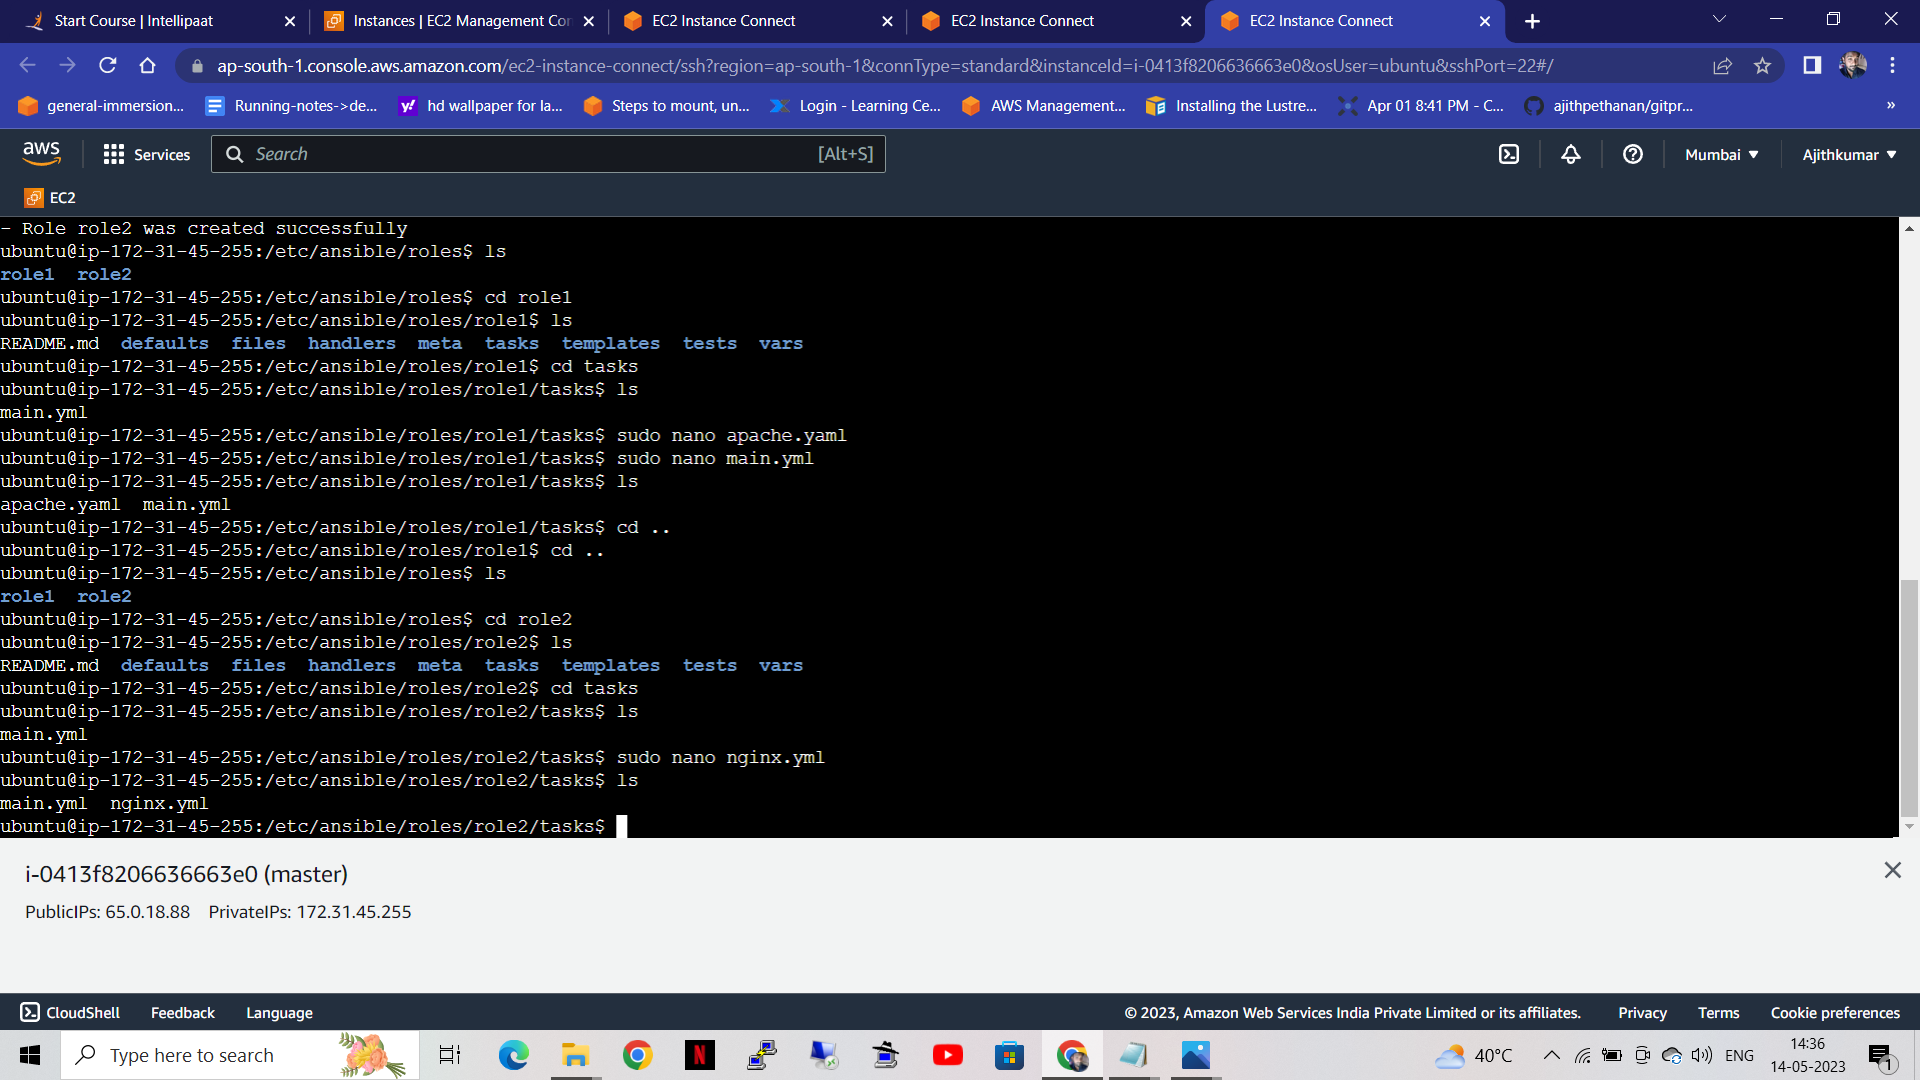 Start Course | Intellipaat
Instances | EC2 Management Con
EC2 Instance Connect
EC2 Instance Connect
EC2 Instance Connect
ap-south-1.console.aws.amazon.com/ec2-instance-connect/ssh?region=ap-south-1&connType=standard&instanceId=i-0413f8206636663e0&osUser=ubuntu&sshPort=22#/
general-immersion...
Running-notes->de...
hd wallpaper for la...
Steps to mount, un...
Login - Learning Ce...
AWS Management...
Installing the Lustre...
Apr 01 8:41 PM - C...
ajithpethanan/gitpr...
»
aws
Services
Search
[Alt+S]
Mumbai
Ajithkumar
EC2
- Role role2 was created successfully
ubuntu@ip-172-31-45-255:/etc/ansible/roles$ ls
role1  role2
ubuntu@ip-172-31-45-255:/etc/ansible/roles$ cd role1
ubuntu@ip-172-31-45-255:/etc/ansible/roles/role1$ ls
README.md  defaults  files  handlers  meta  tasks  templates  tests  vars
ubuntu@ip-172-31-45-255:/etc/ansible/roles/role1$ cd tasks
ubuntu@ip-172-31-45-255:/etc/ansible/roles/role1/tasks$ ls
main.yml
ubuntu@ip-172-31-45-255:/etc/ansible/roles/role1/tasks$ sudo nano apache.yaml
ubuntu@ip-172-31-45-255:/etc/ansible/roles/role1/tasks$ sudo nano main.yml
ubuntu@ip-172-31-45-255:/etc/ansible/roles/role1/tasks$ ls
apache.yaml  main.yml
ubuntu@ip-172-31-45-255:/etc/ansible/roles/role1/tasks$ cd ..
ubuntu@ip-172-31-45-255:/etc/ansible/roles/role1$ cd ..
ubuntu@ip-172-31-45-255:/etc/ansible/roles$ ls
role1  role2
ubuntu@ip-172-31-45-255:/etc/ansible/roles$ cd role2
ubuntu@ip-172-31-45-255:/etc/ansible/roles/role2$ ls
README.md  defaults  files  handlers  meta  tasks  templates  tests  vars
ubuntu@ip-172-31-45-255:/etc/ansible/roles/role2$ cd tasks
ubuntu@ip-172-31-45-255:/etc/ansible/roles/role2/tasks$ ls
main.yml
ubuntu@ip-172-31-45-255:/etc/ansible/roles/role2/tasks$ sudo nano nginx.yml
ubuntu@ip-172-31-45-255:/etc/ansible/roles/role2/tasks$ ls
main.yml  nginx.yml
ubuntu@ip-172-31-45-255:/etc/ansible/roles/role2/tasks$
i-0413f8206636663e0 (master)
PublicIPs: 65.0.18.88    PrivateIPs: 172.31.45.255
CloudShell
Feedback
Language
© 2023, Amazon Web Services India Private Limited or its affiliates.
Privacy
Terms
Cookie preferences
Type here to search
40°C
ENG
14:36
14-05-2023
1